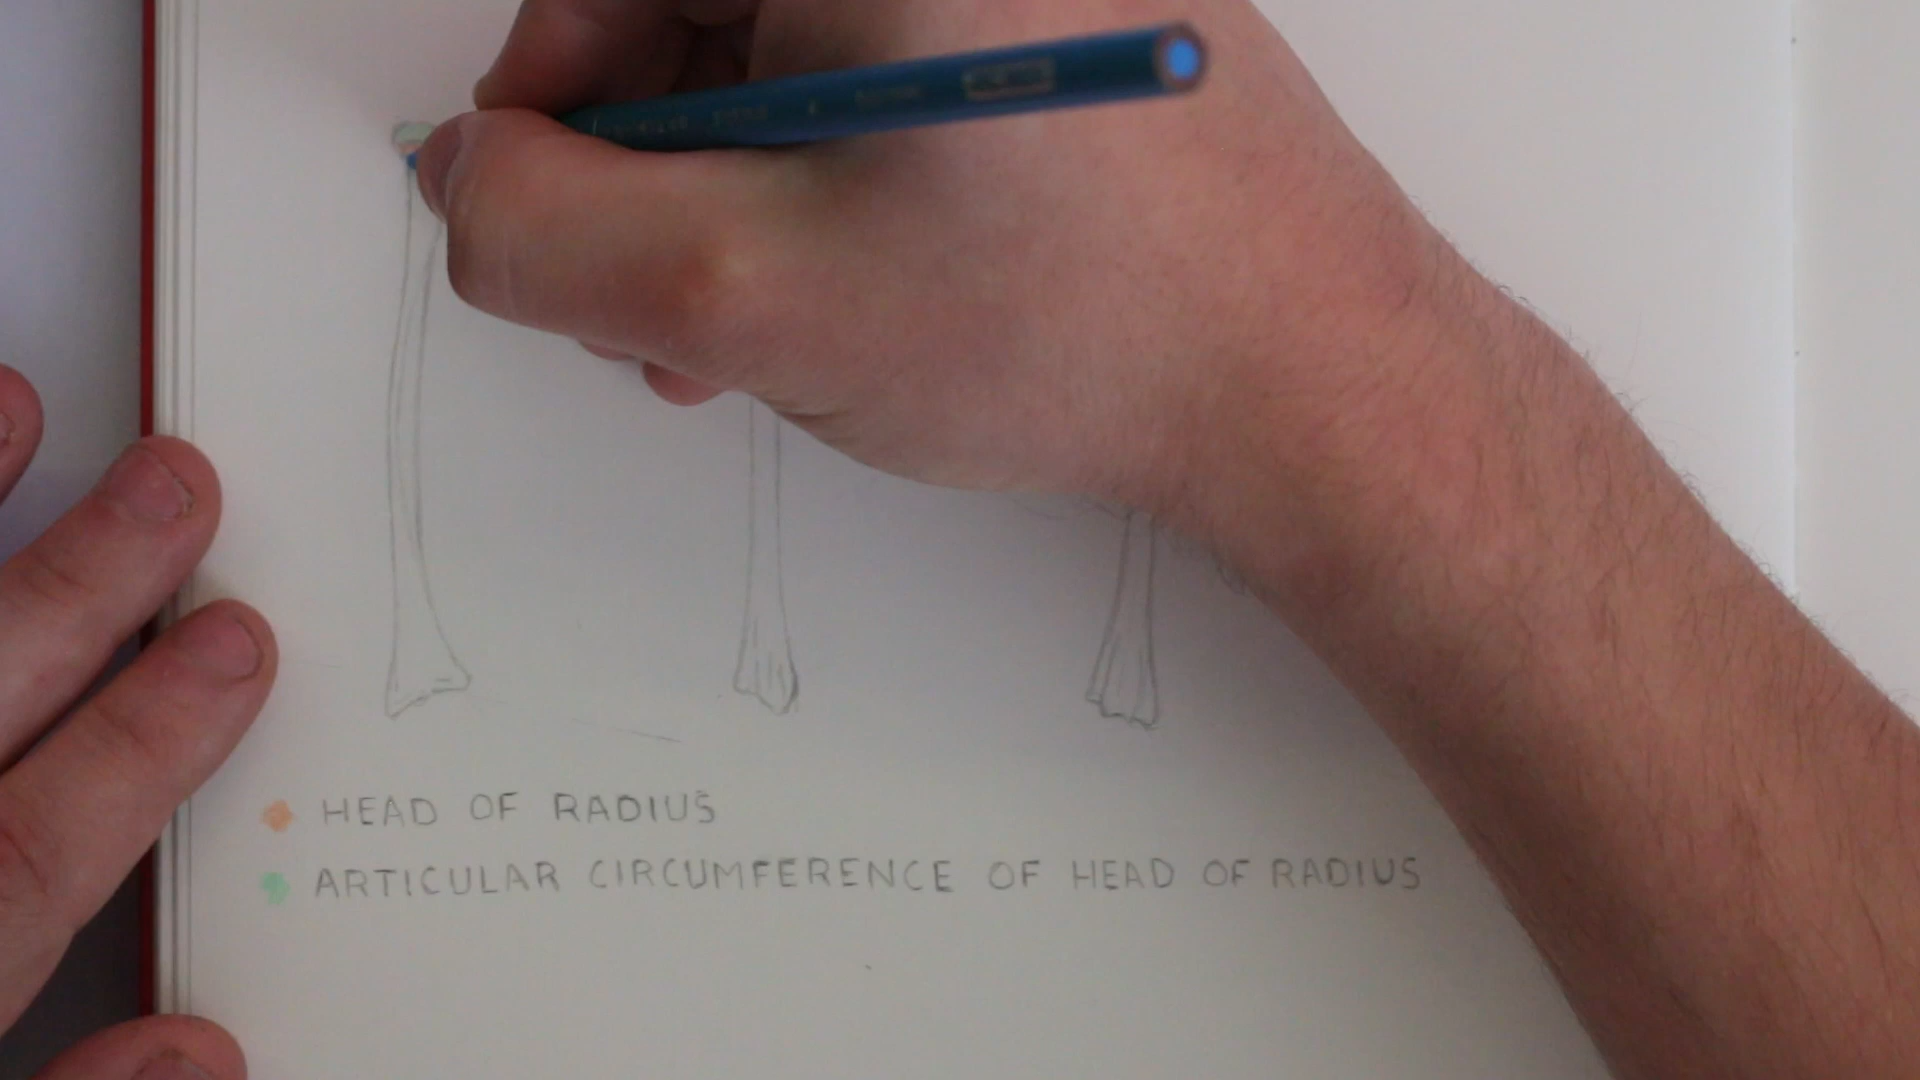 HEAD OF RADIUS
ARTICULAR CIRCUMFERENCE OF HEAD OF RADIUS